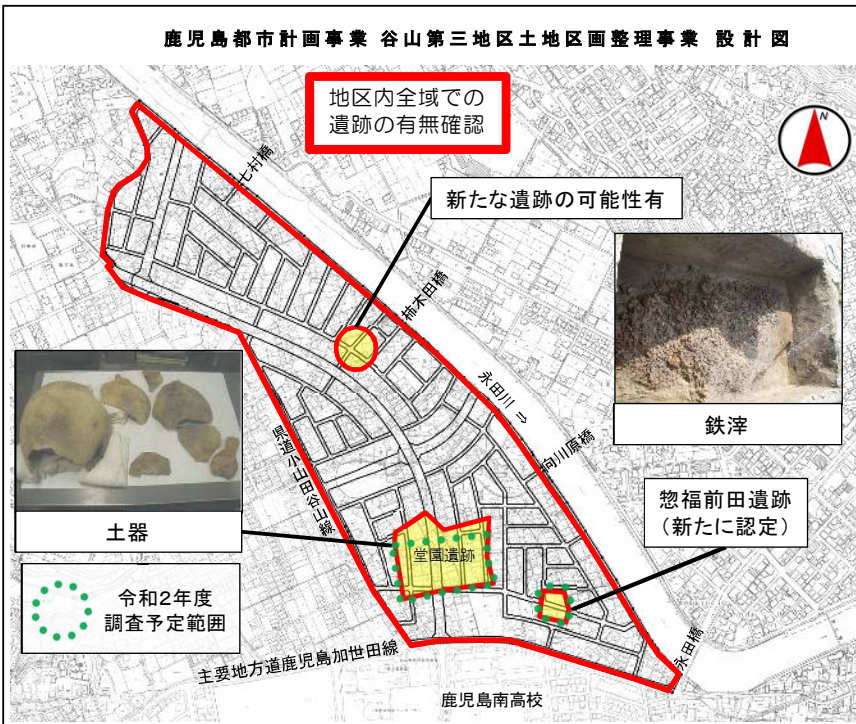 鹿児島都市計画事業 谷山第三地区土地区画整理事業 設計図
地区内全域での
遺跡の有無確認
N
七村橋
新たな遺跡の可能性有
柿木田橋
永田川 ⇒
鉄滓
向川原橋
県道小山田谷山線
土器
惣福前田遺跡
（新たに認定）
堂園遺跡
令和2年度
調査予定範囲
永田橋
主要地方道鹿児島加世田線
鹿児島南高校